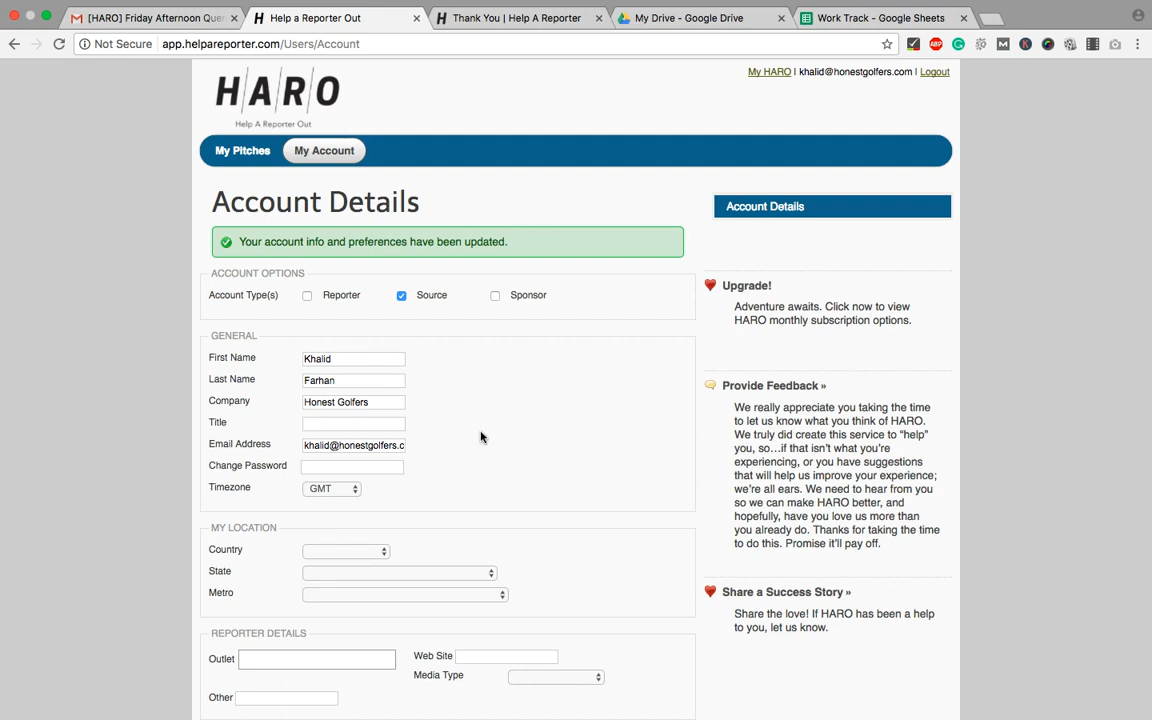 [HARO] Friday Afternoon Quer
Help a Reporter Out
Thank You | Help A Reporter
My Drive - Google Drive
Work Track - Google Sheets
Not Secure
app.helpareporter.com/Users/Account
ABP
HARO
Help A Reporter Out
My HARO | khalid@honestgolfers.com | Logout
My Pitches
My Account
Account Details
Account Details
Your account info and preferences have been updated.
ACCOUNT OPTIONS
Account Type(s)
Reporter
Source
Sponsor
GENERAL
First Name
Khalid
Last Name
Farhan
Company
Honest Golfers
Title
Email Address
khalid@honestgolfers.c
Change Password
Timezone
GMT
MY LOCATION
Country
State
Metro
REPORTER DETAILS
Outlet
Web Site
Media Type
Other
Upgrade!
Adventure awaits. Click now to view
HARO monthly subscription options.
Provide Feedback »
We really appreciate you taking the time
to let us know what you think of HARO.
We truly did create this service to “help”
you, so…if that isn’t what you’re
experiencing, or you have suggestions
that will help us improve your experience;
we’re all ears. We need to hear from you
so we can make HARO better, and
hopefully, have you love us more than
you already do. Thanks for taking the time
to do this. Promise it’ll pay off.
Share a Success Story »
Share the love! If HARO has been a help
to you, let us know.